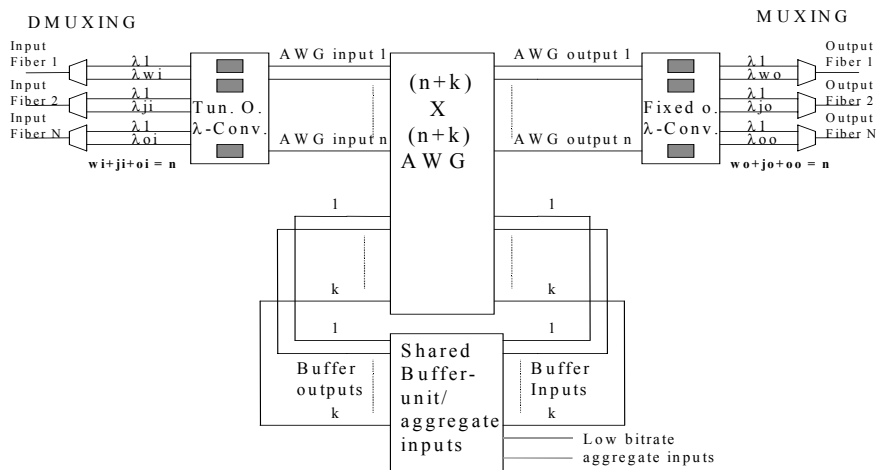 DMUXING
MUXING
Input
Fiber 1
λ1
λwi
Input
Fiber 2
λ1
λji
Input
Fiber N
λ1
λoi
wi+ji+oi = n
Tun. O.
λ-Conv.
AWG input 1
AWG input n
(n+k)
X
(n+k)
AWG
AWG output 1
AWG output n
Fixed o.
λ-Conv.
λ1
λwo
Output
Fiber 1
λ1
λjo
Output
Fiber 2
λ1
λoo
Output
Fiber N
wo+jo+oo = n
1
1
k
k
1
1
Buffer
outputs
Shared
Buffer-
unit/
aggregate
inputs
Buffer
Inputs
k
k
Low bitrate
aggregate inputs